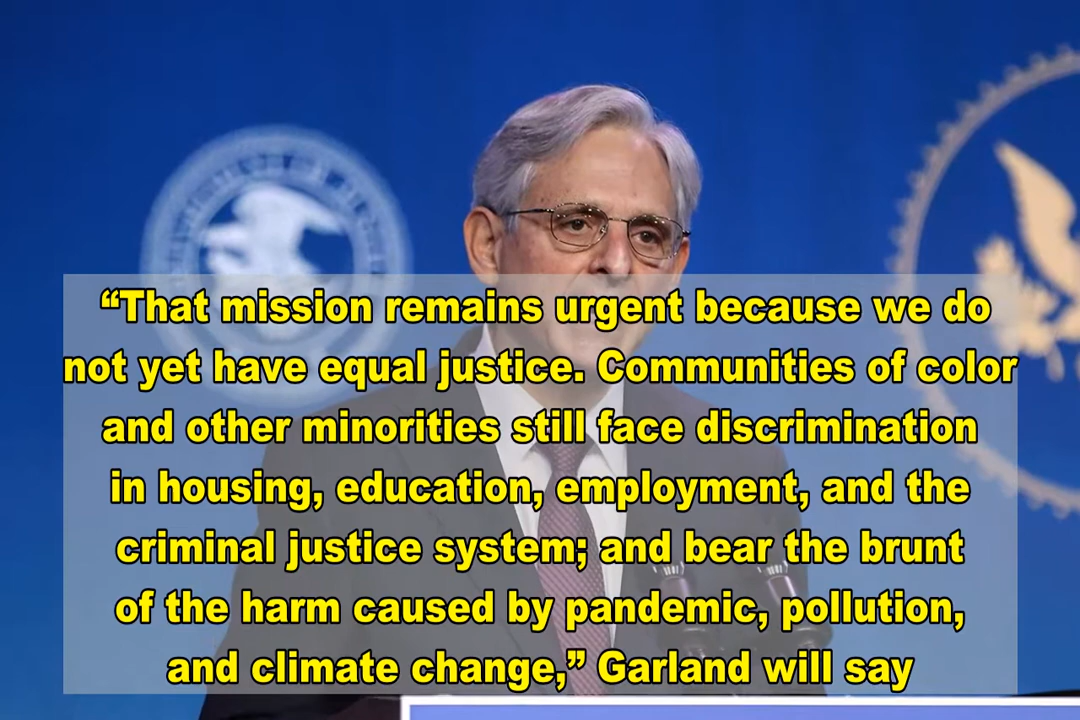 “That mission remains urgent because we do
not yet have equal justice. Communities of color
and other minorities still face discrimination
in housing, education, employment, and the
criminal justice system; and bear the brunt
of the harm caused by pandemic, pollution,
and climate change,” Garland will say